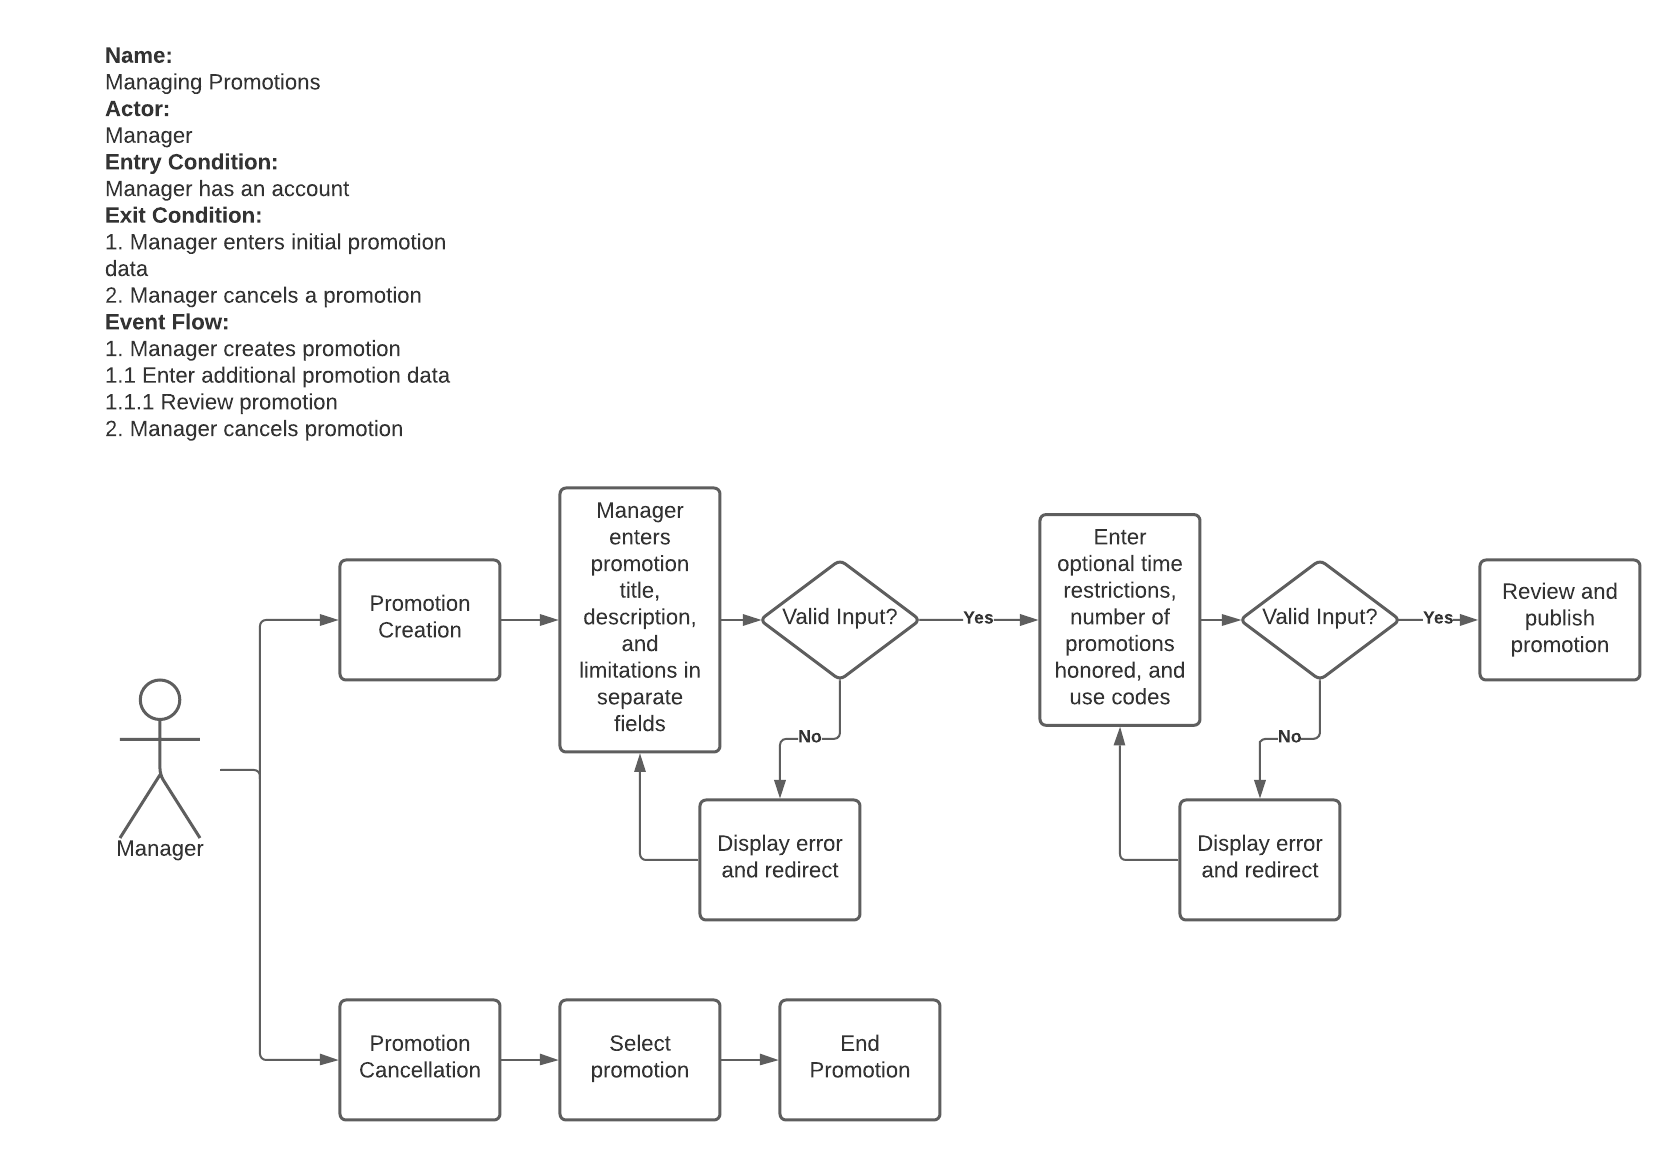 Name:
Managing Promotions
Actor:
Manager
Entry Condition:
Manager has an account
Exit Condition:
1. Manager enters initial promotion
data
2. Manager cancels a promotion
Event Flow:
1. Manager creates promotion
1.1 Enter additional promotion data
1.1.1 Review promotion
2. Manager cancels promotion
Manager
Promotion
Creation
Manager
enters
promotion
title,
description,
and
limitations in
separate
fields
Valid Input?
Yes
No
Display error
and redirect
Enter
optional time
restrictions,
number of
promotions
honored, and
use codes
Valid Input?
Yes
No
Display error
and redirect
Review and
publish
promotion
Promotion
Cancellation
Select
promotion
End
Promotion